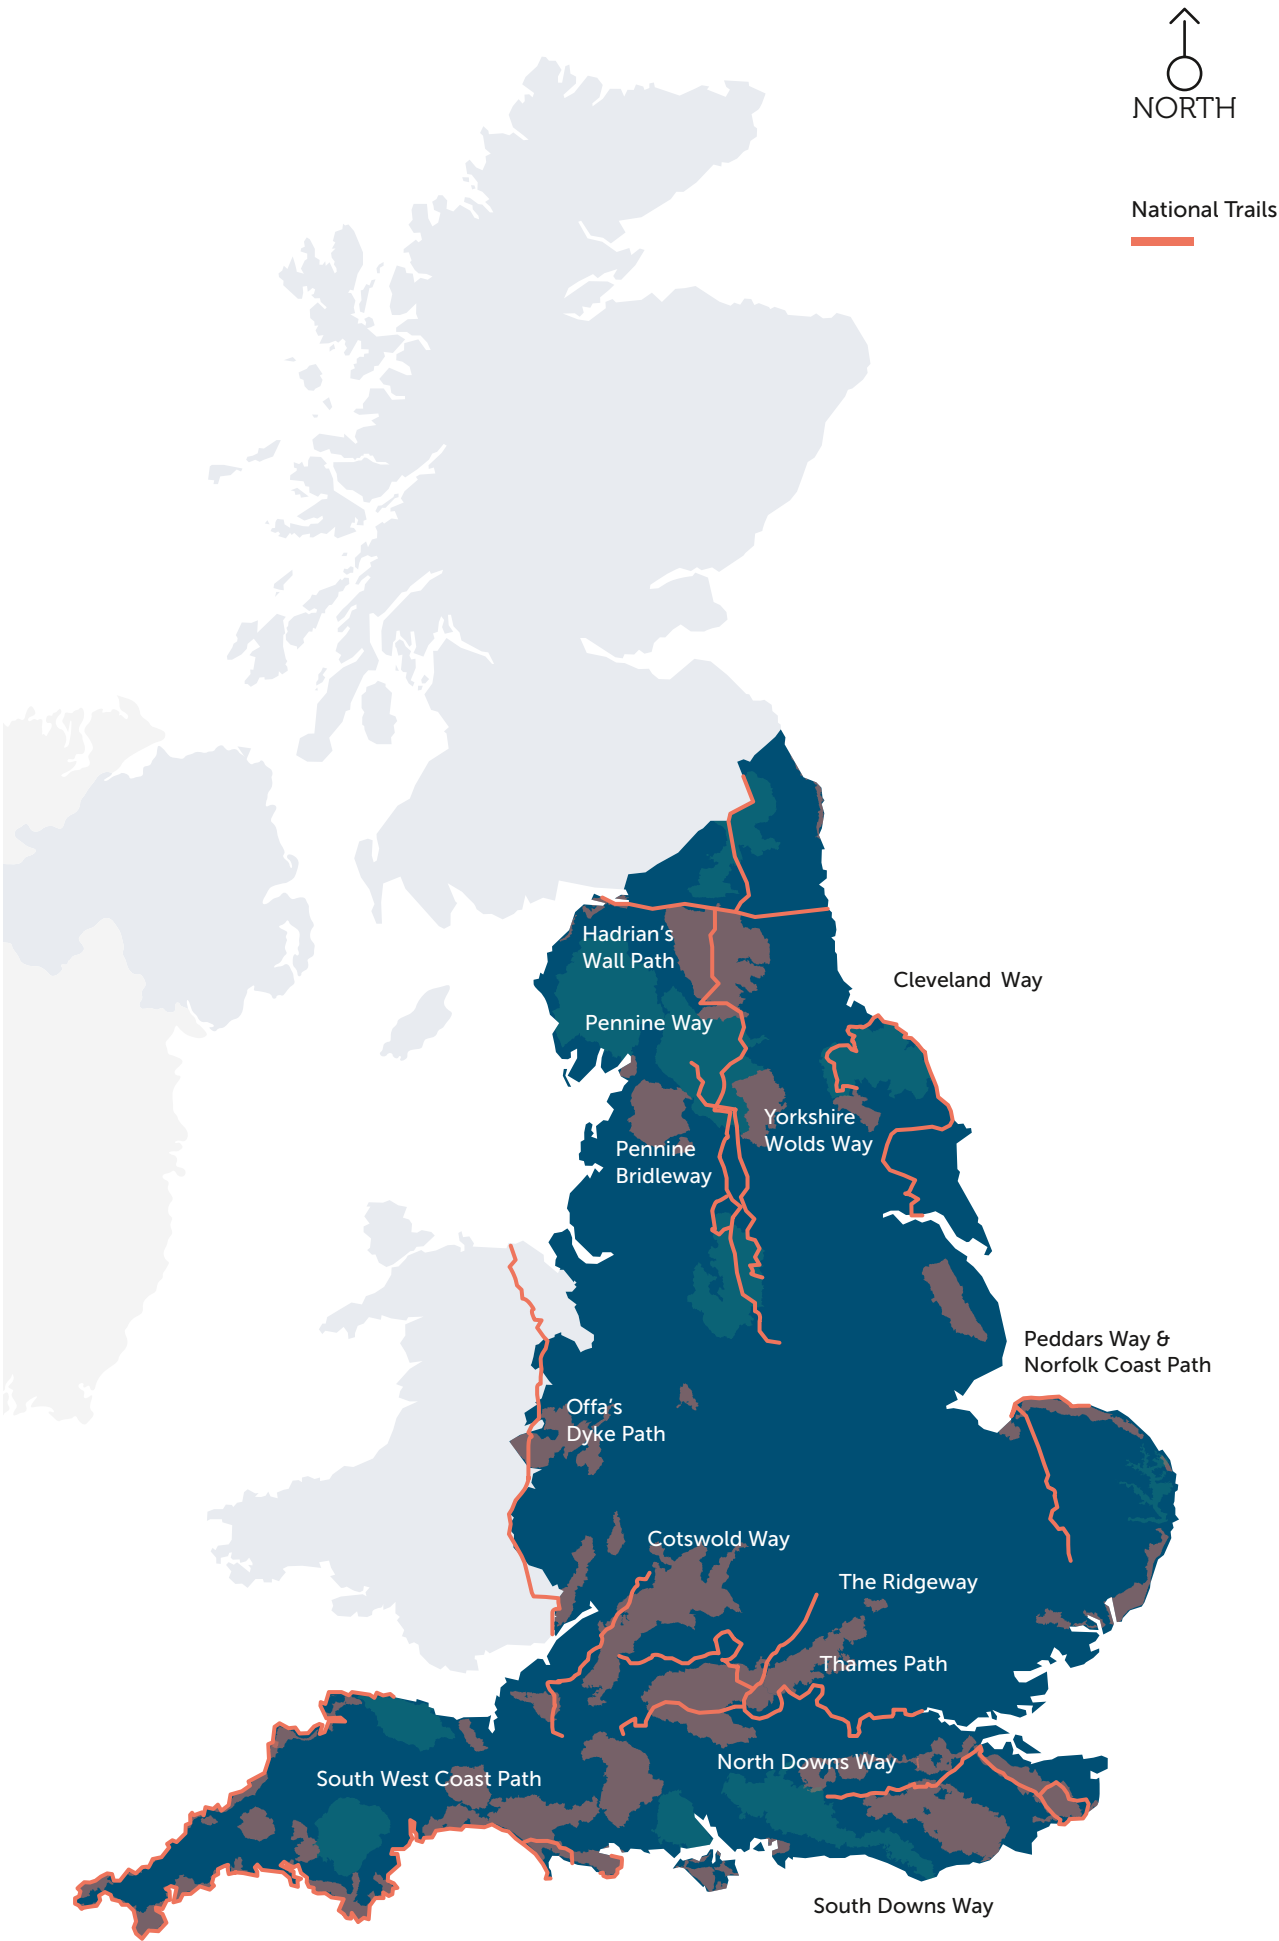 NORTH
National Trails
Hadrian's
Wall Path
Cleveland Way
Pennine Way
Yorkshire
Wolds Way
Pennine
Bridleway
Peddars Way &
Norfolk Coast Path
Offa's
Dyke Path
Cotswold Way
The Ridgeway
Thames Path
North Downs Way
South West Coast Path
South Downs Way